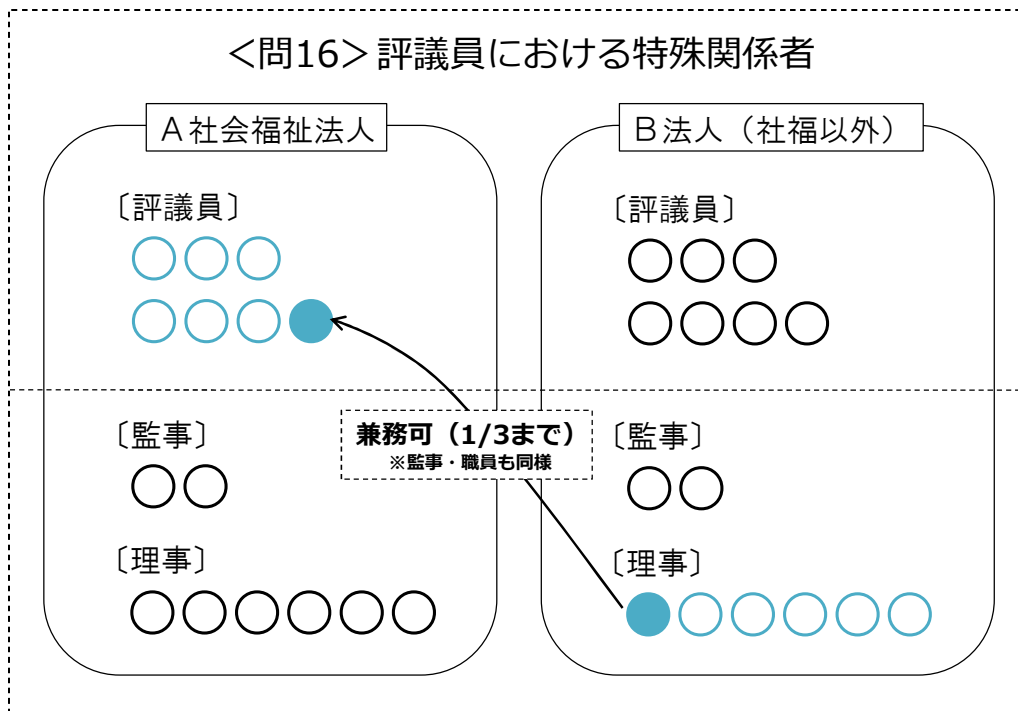 <問16>評議員における特殊関係者
A社会福祉法人
B法人(社福以外)
〔評議員〕
〔評議員〕
兼務可(1/3まで)
※監事・職員も同様
〔監事〕
〔監事〕
〔理事〕
〔理事〕